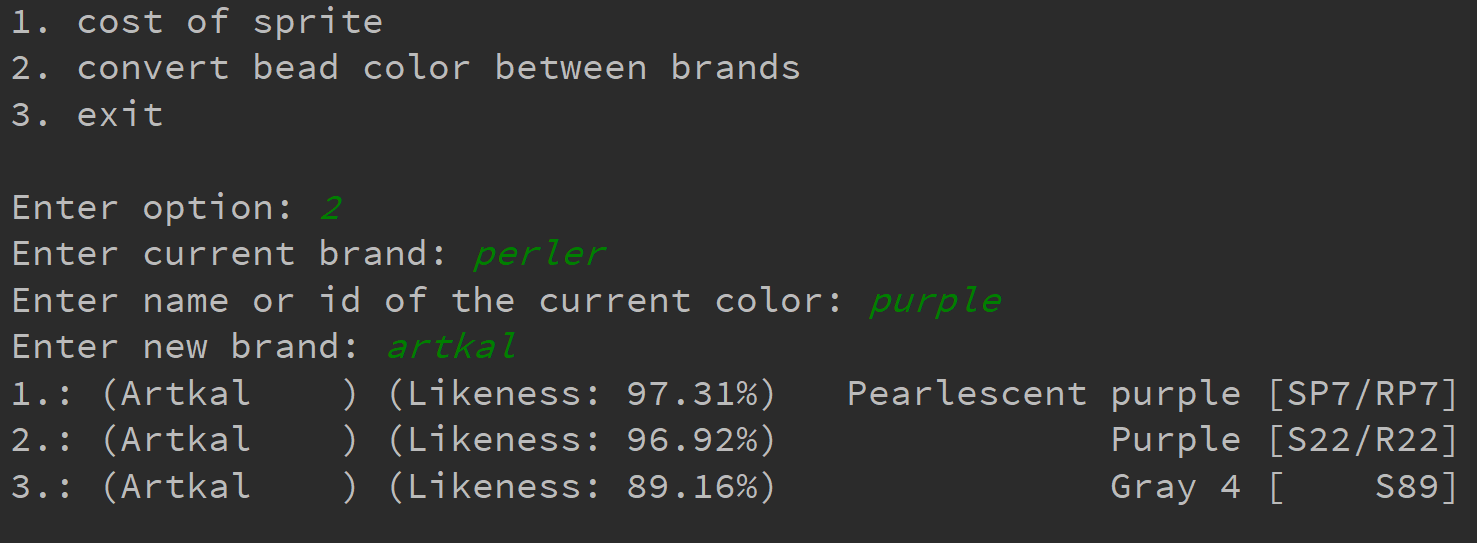 1. cost of sprite
2. convert bead color between brands
3. exit
Enter option: 2
Enter current brand: perler
Enter name or id of the current color: purple
Enter new brand: artkal
1.: (Artkal    ) (Likeness: 97.31%)   Pearlescent purple [SP7/RP7]
2.: (Artkal    ) (Likeness: 96.92%)               Purple [S22/R22]
3.: (Artkal    ) (Likeness: 89.16%)               Gray 4 [    S89]